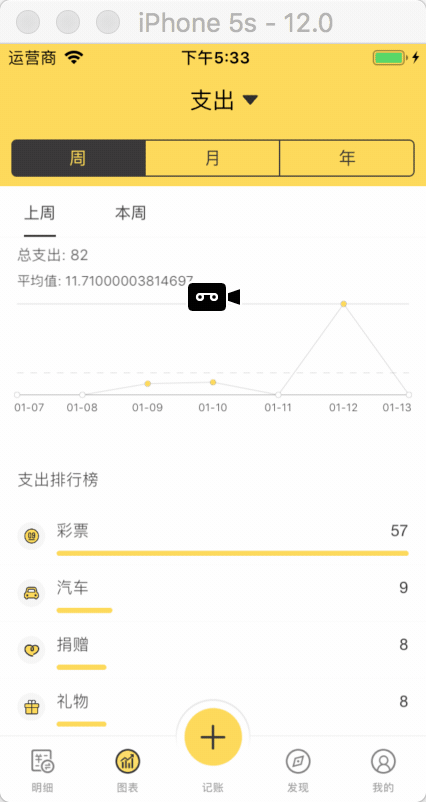 iPhone 5s - 12.0
运营商 下午5:33
支出
周 月 年
上周 本周
总支出: 82
平均值: 11.71000003814697
01-07 01-08 01-09 01-10 01-11 01-12 01-13
支出排行榜
彩票 57
汽车 9
捐赠 8
礼物 8
明细 图表 记账 发现 我的